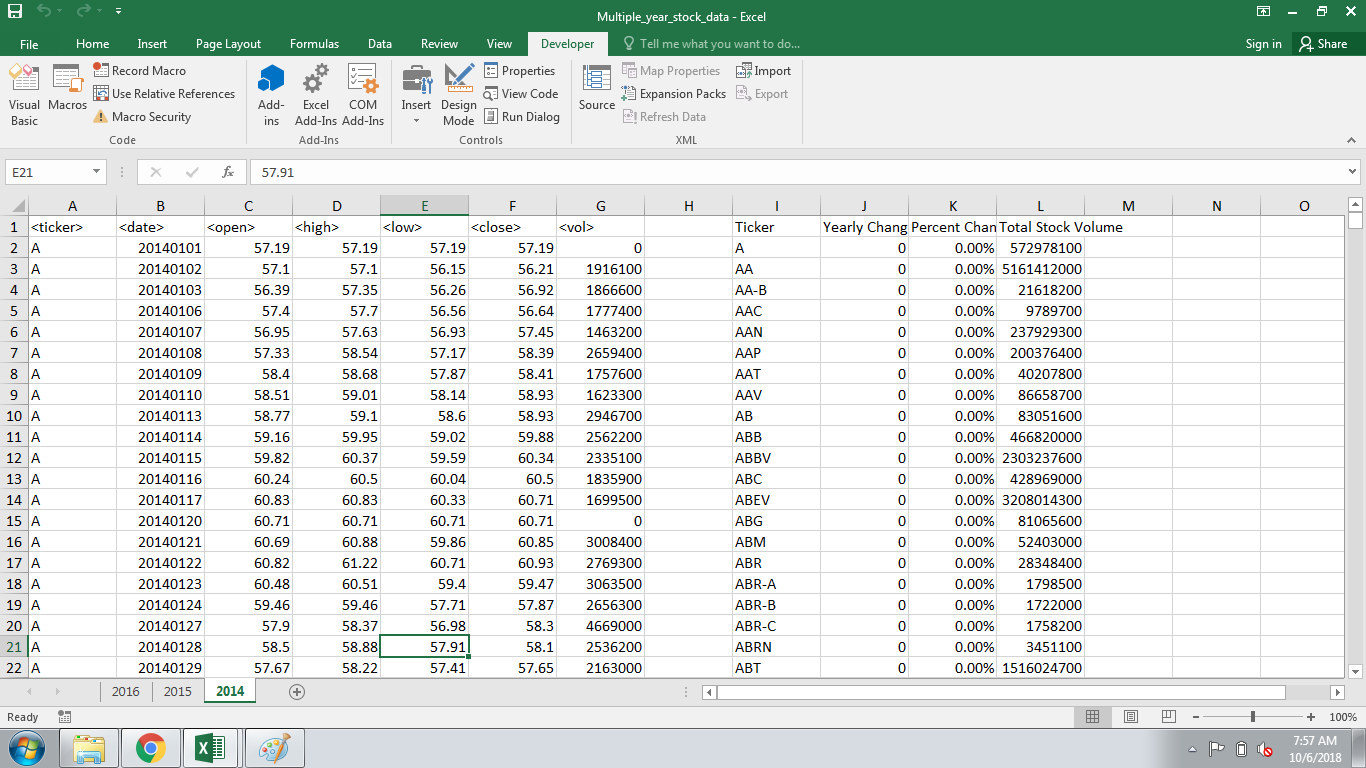 Multiple_year_stock_data - Excel
File Home Insert Page Layout Formulas Data Review View Developer Tell me what you want to do... Sign in Share
Visual Basic
Macros
Record Macro
Use Relative References
Macro Security
Code
Add-ins
Excel Add-Ins
COM Add-Ins
Add-Ins
Insert
Design Mode
Properties
View Code
Run Dialog
Controls
Source
Map Properties
Expansion Packs
Refresh Data
Import
Export
XML
E21 fx 57.91
A B C D E F G H I J K L M N O
1 <ticker> <date> <open> <high> <low> <close> <vol> Ticker Yearly Chang Percent Chan Total Stock Volume
2 A 20140101 57.19 57.19 57.19 57.19 0 A 0 0.00% 572978100
3 A 20140102 57.1 57.1 56.15 56.21 1916100 AA 0 0.00% 5161412000
4 A 20140103 56.39 57.35 56.26 56.92 1866600 AA-B 0 0.00% 21618200
5 A 20140106 57.4 57.7 56.56 56.64 1777400 AAC 0 0.00% 9789700
6 A 20140107 56.95 57.63 56.93 57.45 1463200 AAN 0 0.00% 237929300
7 A 20140108 57.33 58.54 57.17 58.39 2659400 AAP 0 0.00% 200376400
8 A 20140109 58.4 58.68 57.87 58.41 1757600 AAT 0 0.00% 40207800
9 A 20140110 58.51 59.01 58.14 58.93 1623300 AAV 0 0.00% 86658700
10 A 20140113 58.77 59.1 58.6 58.93 2946700 AB 0 0.00% 83051600
11 A 20140114 59.16 59.95 59.02 59.88 2562200 ABB 0 0.00% 466820000
12 A 20140115 59.82 60.37 59.59 60.34 2335100 ABBV 0 0.00% 2303237600
13 A 20140116 60.24 60.5 60.04 60.5 1835900 ABC 0 0.00% 428969000
14 A 20140117 60.83 60.83 60.33 60.71 1699500 ABEV 0 0.00% 3208014300
15 A 20140120 60.71 60.71 60.71 60.71 0 ABG 0 0.00% 81065600
16 A 20140121 60.69 60.88 59.86 60.85 3008400 ABM 0 0.00% 52403000
17 A 20140122 60.82 61.22 60.71 60.93 2769300 ABR 0 0.00% 28348400
18 A 20140123 60.48 60.51 59.4 59.47 3063500 ABR-A 0 0.00% 1798500
19 A 20140124 59.46 59.46 57.71 57.87 2656300 ABR-B 0 0.00% 1722000
20 A 20140127 57.9 58.37 56.98 58.3 4669000 ABR-C 0 0.00% 1758200
21 A 20140128 58.5 58.88 57.91 58.1 2536200 ABRN 0 0.00% 3451100
22 A 20140129 57.67 58.22 57.41 57.65 2163000 ABT 0 0.00% 1516024700
2016 2015 2014
Ready 100%
7:57 AM
10/6/2018